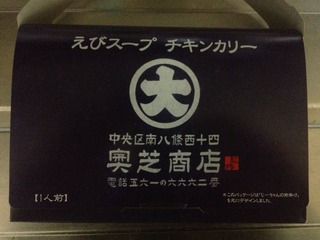 えびスープ チキンカリー
大
中央区南八條西十四
奥芝商店
電話五六一の六六六二番
【1人前】